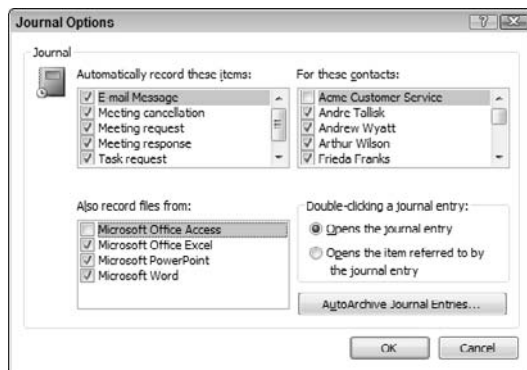 Journal Options
Journal
Automatically record these items:
E-mail Message
Meeting cancellation
Meeting request
Meeting response
Task request
For these contacts:
Acme Customer Service
Andre Tallisk
Andrew Wyatt
Arthur Wilson
Frieda Franks
Also record files from:
Microsoft Office Access
Microsoft Office Excel
Microsoft PowerPoint
Microsoft Word
Double-clicking a journal entry:
Opens the journal entry
Opens the item referred to by
the journal entry
AutoArchive Journal Entries...
OK
Cancel